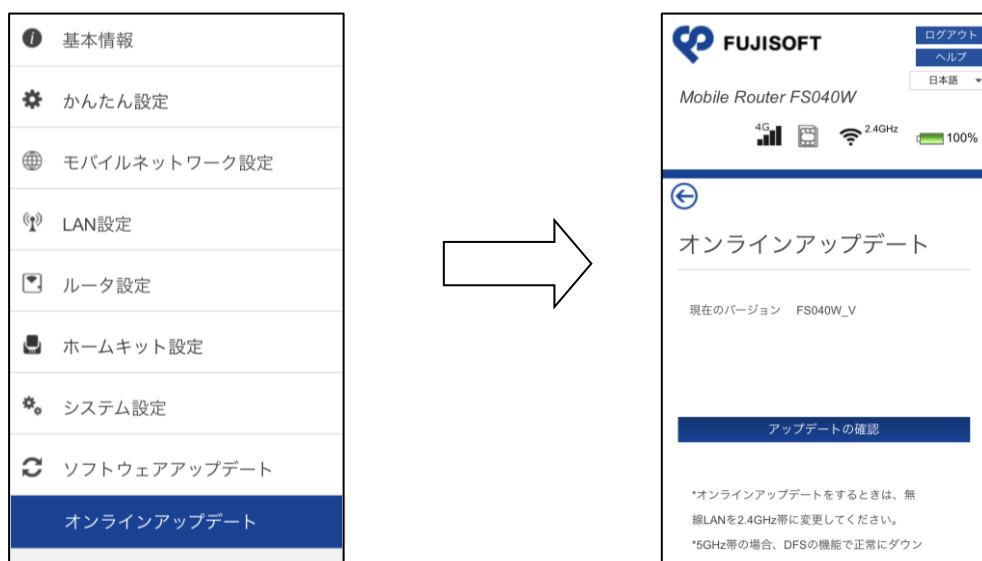 基本情報
かんたん設定
モバイルネットワーク設定
LAN設定
ルータ設定
ホームキット設定
システム設定
ソフトウェアアップデート
オンラインアップデート
FUJISOFT
ログアウト
ヘルプ
日本語
Mobile Router FS040W
4G
2.4GHz
100%
オンラインアップデート
現在のバージョン FS040W_V
アップデートの確認
*オンラインアップデートをするときは、無
線LANを2.4GHz帯に変更してください。
*5GHz帯の場合、DFSの機能で正常にダウン